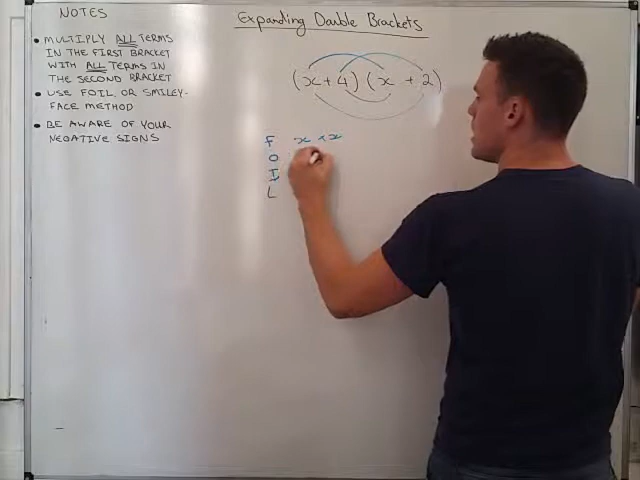 NOTES
Expanding Double Brackets
• MULTIPLY ALL TERMS
IN THE FIRST BRACKET
WITH ALL TERMS IN
THE SECOND BRACKET
• USE FOIL OR SMILEY-
FACE METHOD
• BE AWARE OF YOUR
NEGATIVE SIGNS
(x + 4) (x + 2)
F x × x
O
I
L